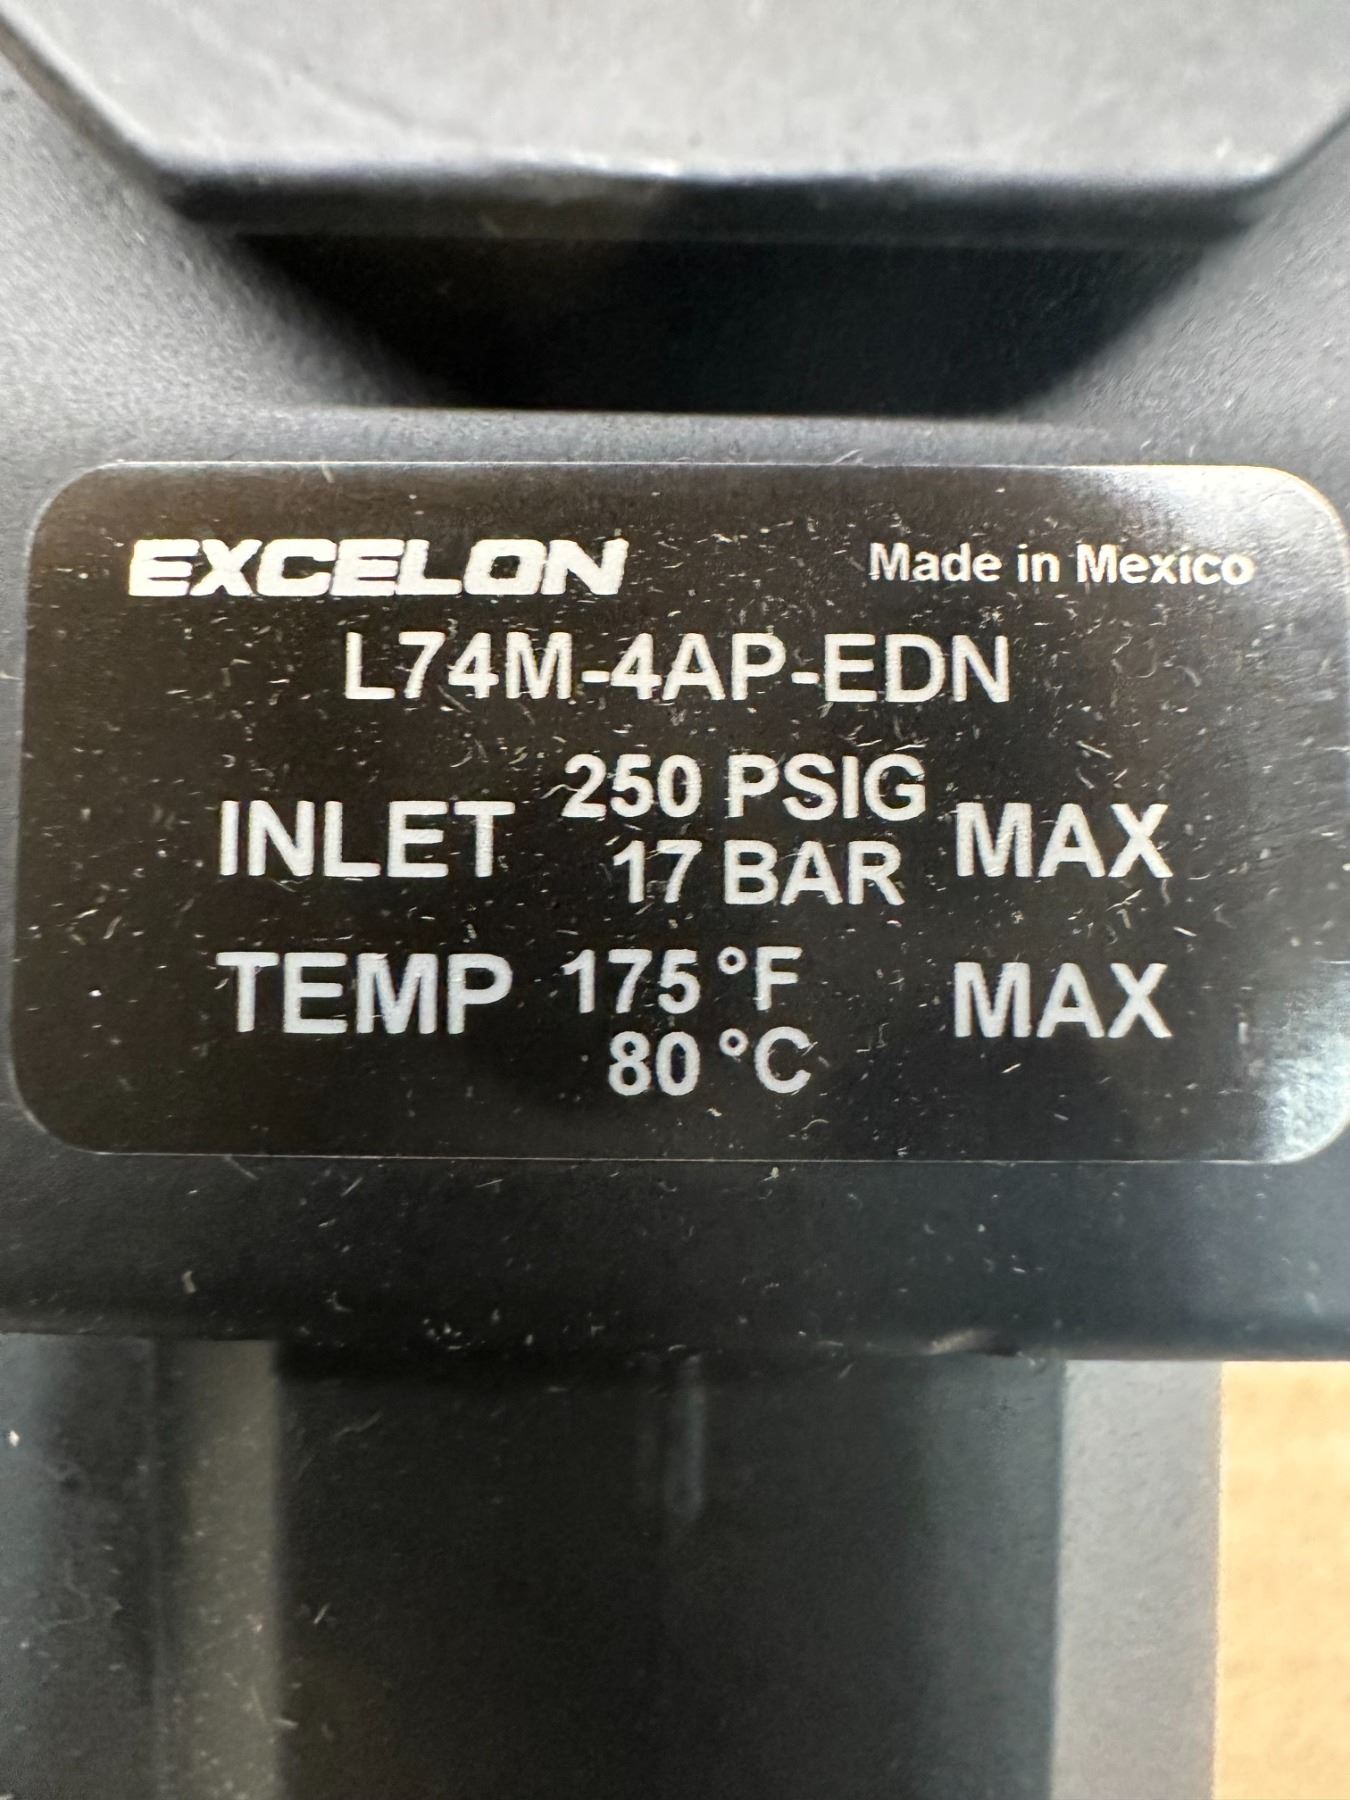 EXCELON Made in Mexico
L74M-4AP-EDN
INLET 250 PSIG MAX
17 BAR
TEMP 175 °F MAX
80 °C